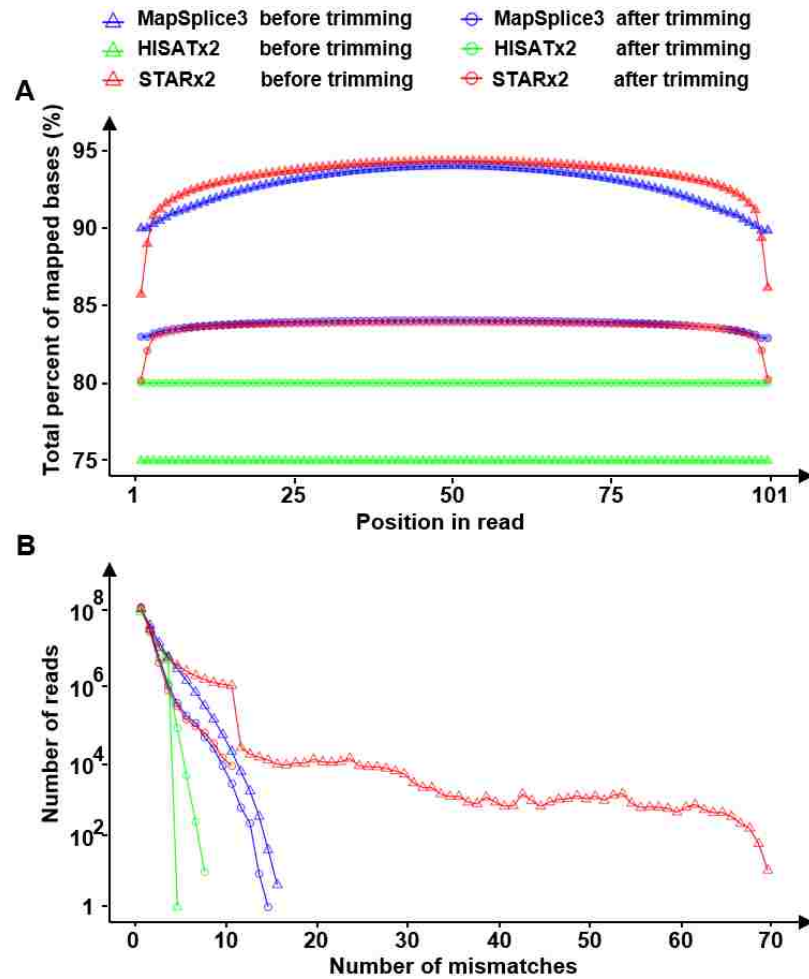 MapSplice3 before trimming MapSplice3 after trimming
HISATx2 before trimming HISATx2 after trimming
STARx2 before trimming STARx2 after trimming
A
Total percent of mapped bases (%)
95
90
85
80
75
1 25 50 75 101
Position in read
B
Number of reads
10^8
10^6
10^4
10^2
1
0 10 20 30 40 50 60 70
Number of mismatches